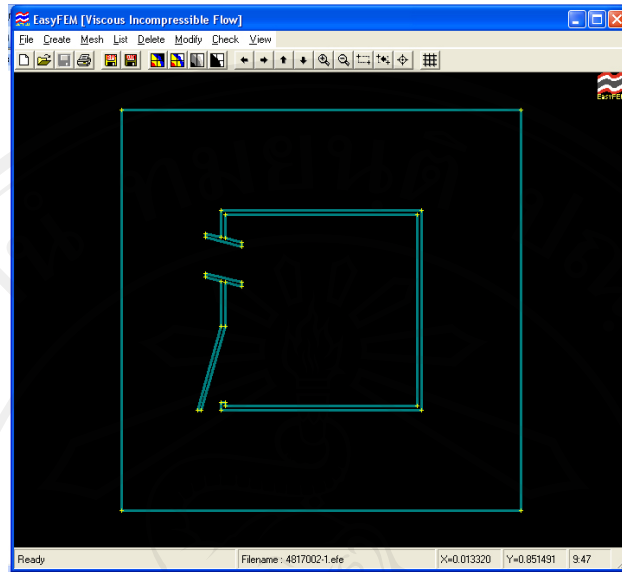 EasyFEM [Viscous Incompressible Flow]
File Create Mesh List Delete Modify Check View
EasyFEM
Ready Filename : 4817002-1.efe X=0.013320 Y=0.851491 9:47